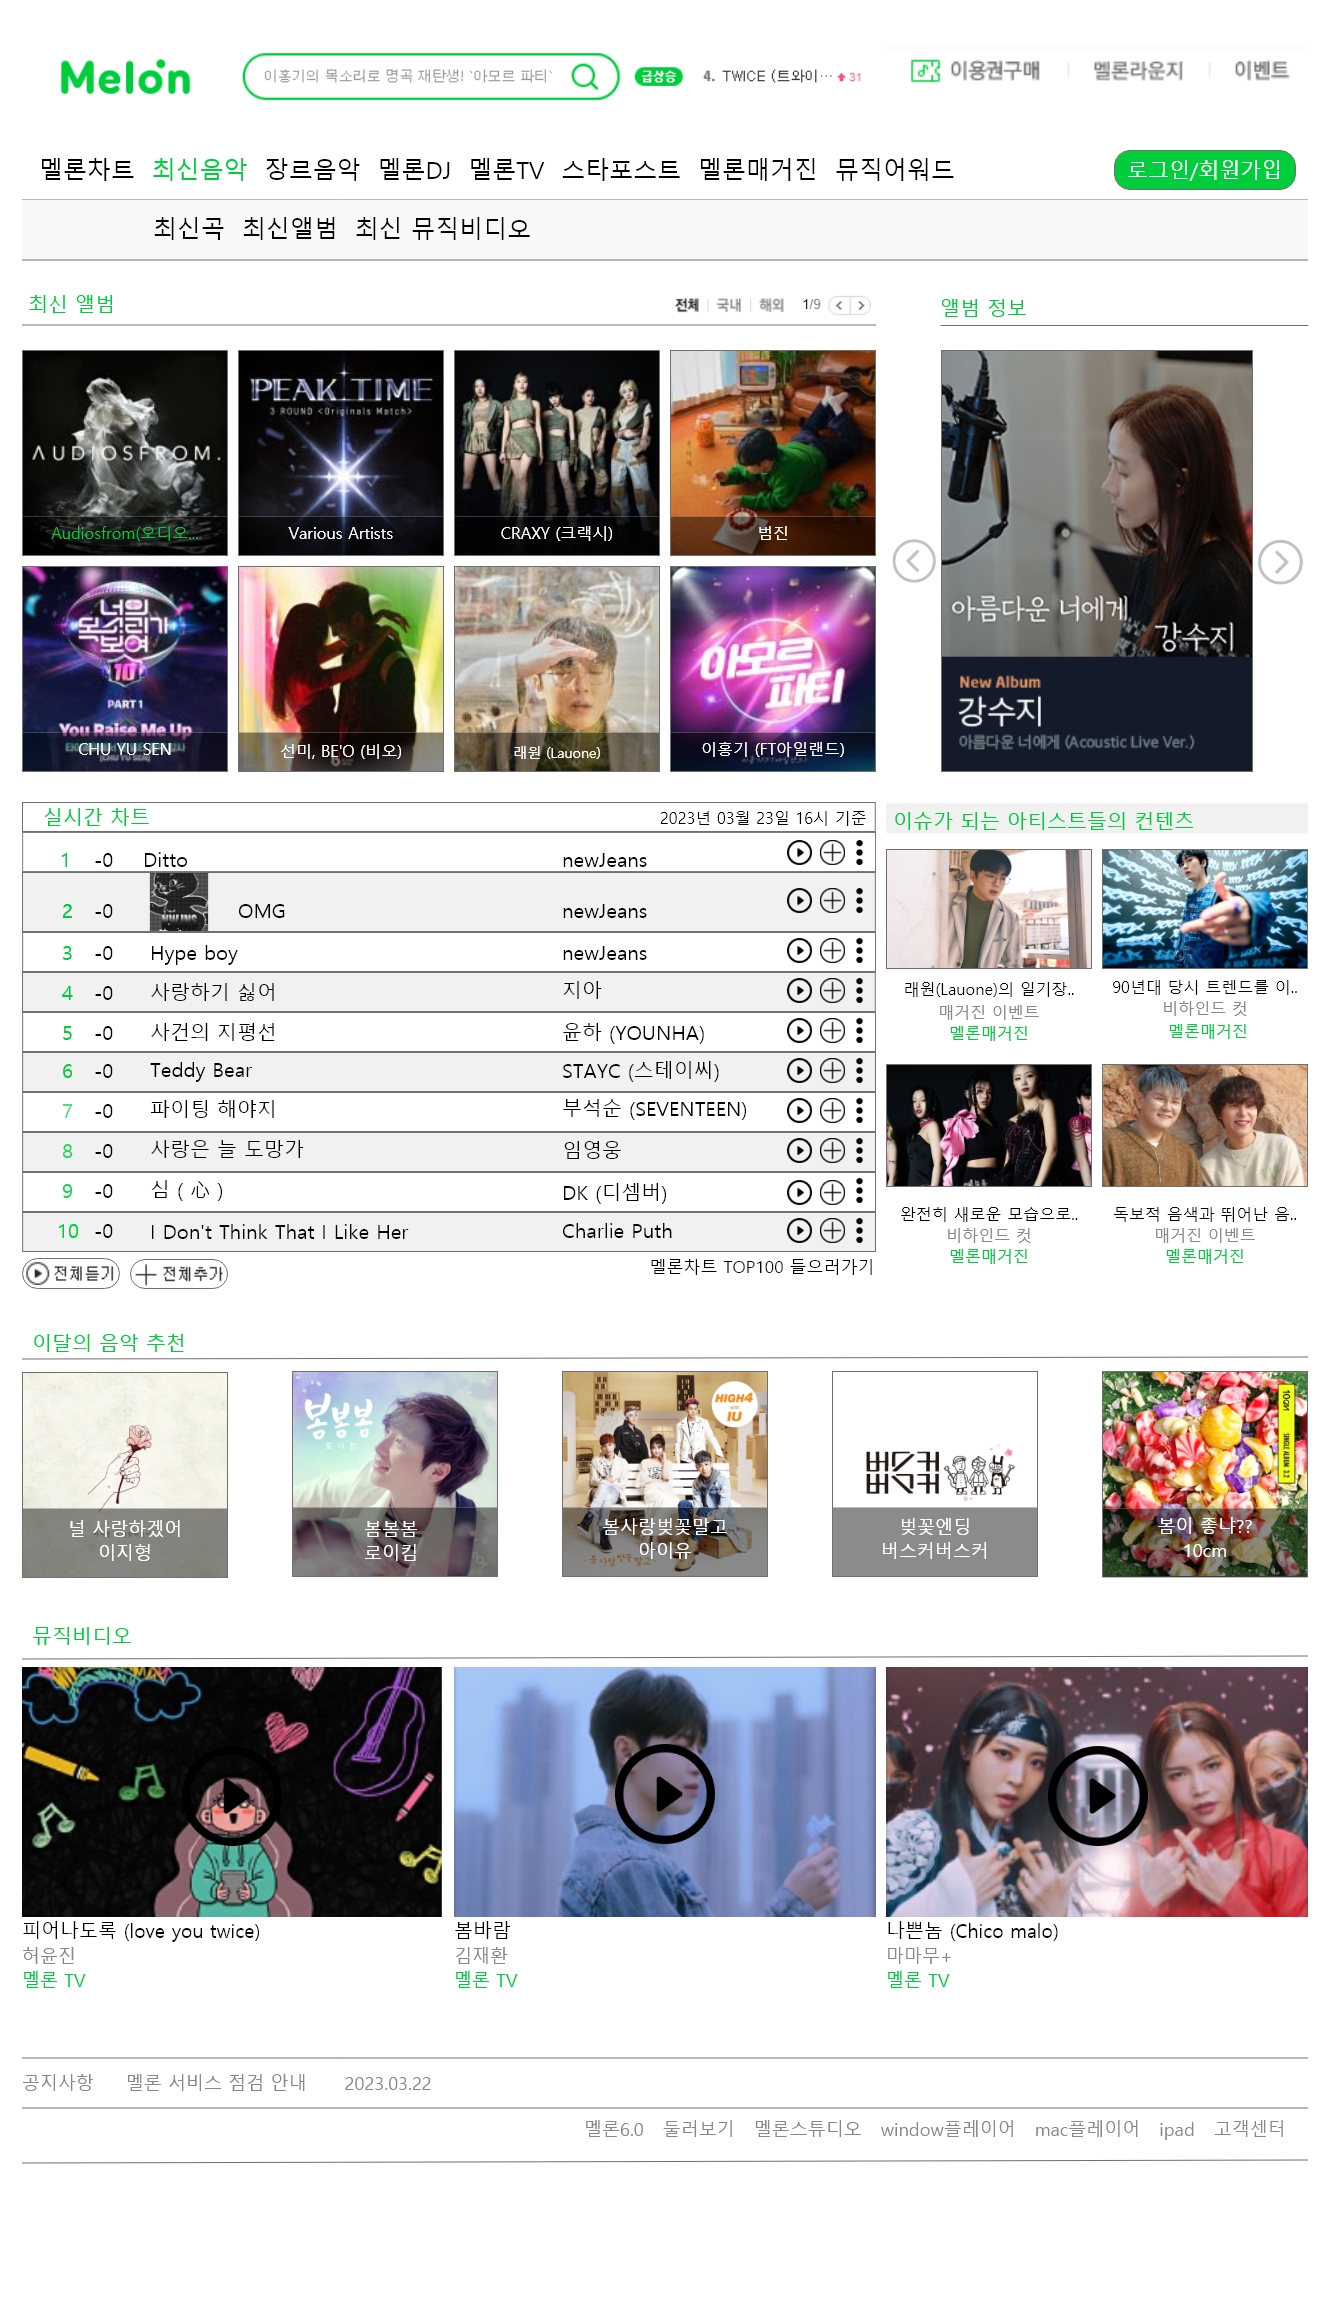 Melon
이홍기의 목소리로 명곡 재탄생! `아모르 파티`
급상승 4. TWICE (트와이… 31
이용권구매 | 멜론라운지 | 이벤트
멜론차트 최신음악 장르음악 멜론DJ 멜론TV 스타포스트 멜론매거진 뮤직어워드
로그인/회원가입
최신곡 최신앨범 최신 뮤직비디오
최신 앨범
전체 | 국내 | 해외 1/9
AUDIOSFROM.
Audiosfrom(오디오...
PEAK TIME
3 ROUND <Originals Match>
Various Artists
CRAXY (크랙시)
범진
너의
목소리가
보여
10
PART 1
You Raise Me Up
CHU YU SEN
선미, BE'O (비오)
래원 (Lauone)
아모르
파티
이홍기 (FT아일랜드)
앨범 정보
아름다운 너에게
강수지
New Album
강수지
아름다운 너에게 (Acoustic Live Ver.)
실시간 차트 2023년 03월 23일 16시 기준
1 -0 Ditto newJeans
2 -0 OMG newJeans
3 -0 Hype boy newJeans
4 -0 사랑하기 싫어 지아
5 -0 사건의 지평선 윤하 (YOUNHA)
6 -0 Teddy Bear STAYC (스테이씨)
7 -0 파이팅 해야지 부석순 (SEVENTEEN)
8 -0 사랑은 늘 도망가 임영웅
9 -0 심 ( 心 ) DK (디셈버)
10 -0 I Don't Think That I Like Her Charlie Puth
전체듣기 전체추가
멜론차트 TOP100 들으러가기
이슈가 되는 아티스트들의 컨텐츠
래원(Lauone)의 일기장..
매거진 이벤트
멜론매거진
90년대 당시 트렌드를 이..
비하인드 컷
멜론매거진
완전히 새로운 모습으로..
비하인드 컷
멜론매거진
독보적 음색과 뛰어난 음..
매거진 이벤트
멜론매거진
이달의 음악 추천
널 사랑하겠어
이지형
봄봄봄
로이킴
봄봄봄
로이킴
HIGH4
with
IU
봄사랑벚꽃말고
아이유
버스커
버스커
벚꽃엔딩
버스커버스커
10CM
봄이 좋냐??
10cm
뮤직비디오
피어나도록 (love you twice)
허윤진
멜론 TV
봄바람
김재환
멜론 TV
나쁜놈 (Chico malo)
마마무+
멜론 TV
공지사항 멜론 서비스 점검 안내 2023.03.22
멜론6.0 둘러보기 멜론스튜디오 window플레이어 mac플레이어 ipad 고객센터